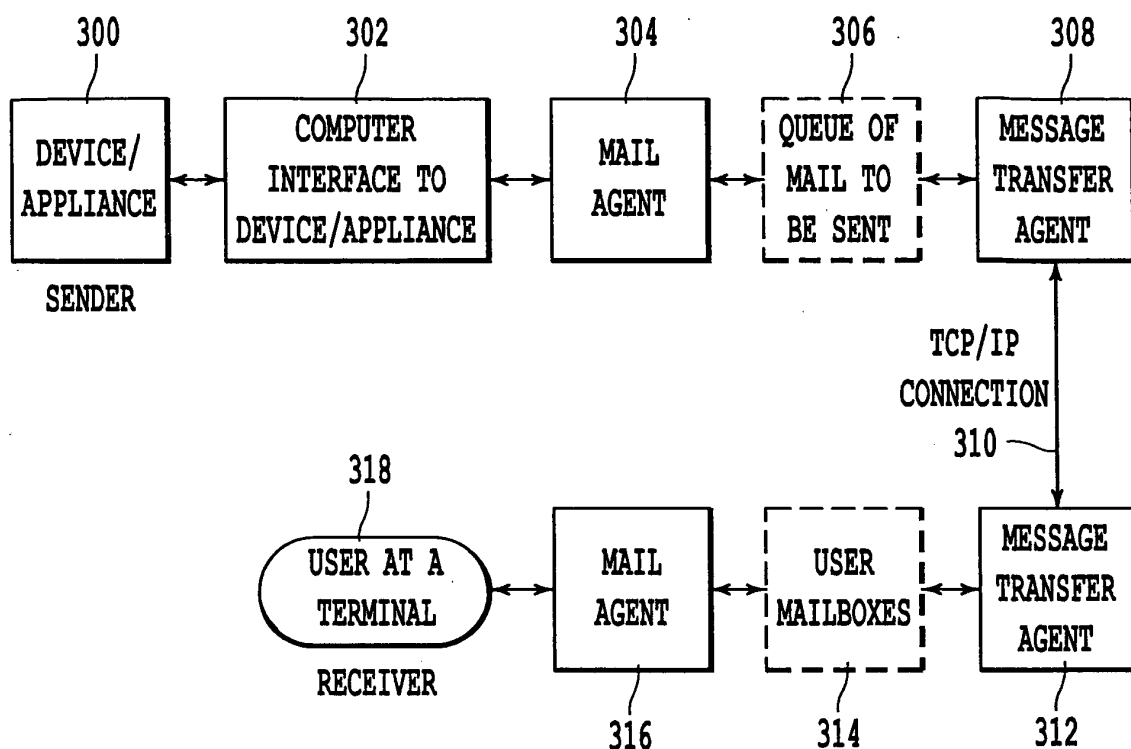 300
302
304
306
308
DEVICE/
APPLIANCE
COMPUTER
INTERFACE TO
DEVICE/APPLIANCE
MAIL
AGENT
QUEUE OF
MAIL TO
BE SENT
MESSAGE
TRANSFER
AGENT
SENDER
TCP/IP
CONNECTION
310
318
USER AT A
TERMINAL
RECEIVER
MAIL
AGENT
USER
MAILBOXES
MESSAGE
TRANSFER
AGENT
316
314
312